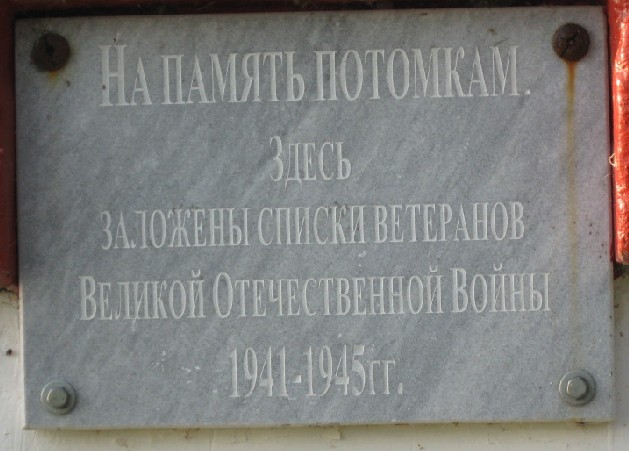 На память потомкам.
Здесь
заложены списки ветеранов
Великой Отечественной Войны
1941-1945гг.